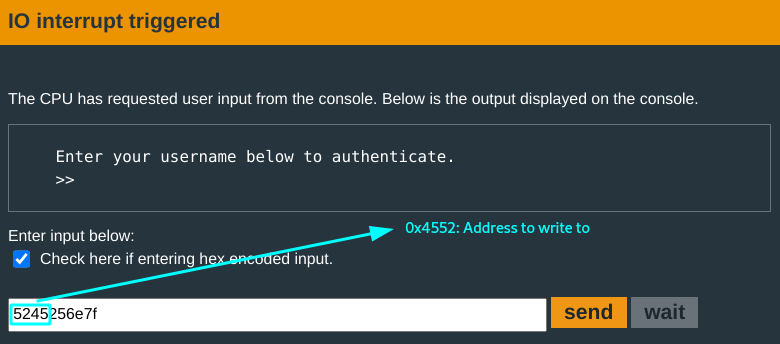 IO interrupt triggered
The CPU has requested user input from the console. Below is the output displayed on the console.
Enter your username below to authenticate.
>>
0x4552: Address to write to
Enter input below:
Check here if entering hex encoded input.
5245256e7f
send
wait